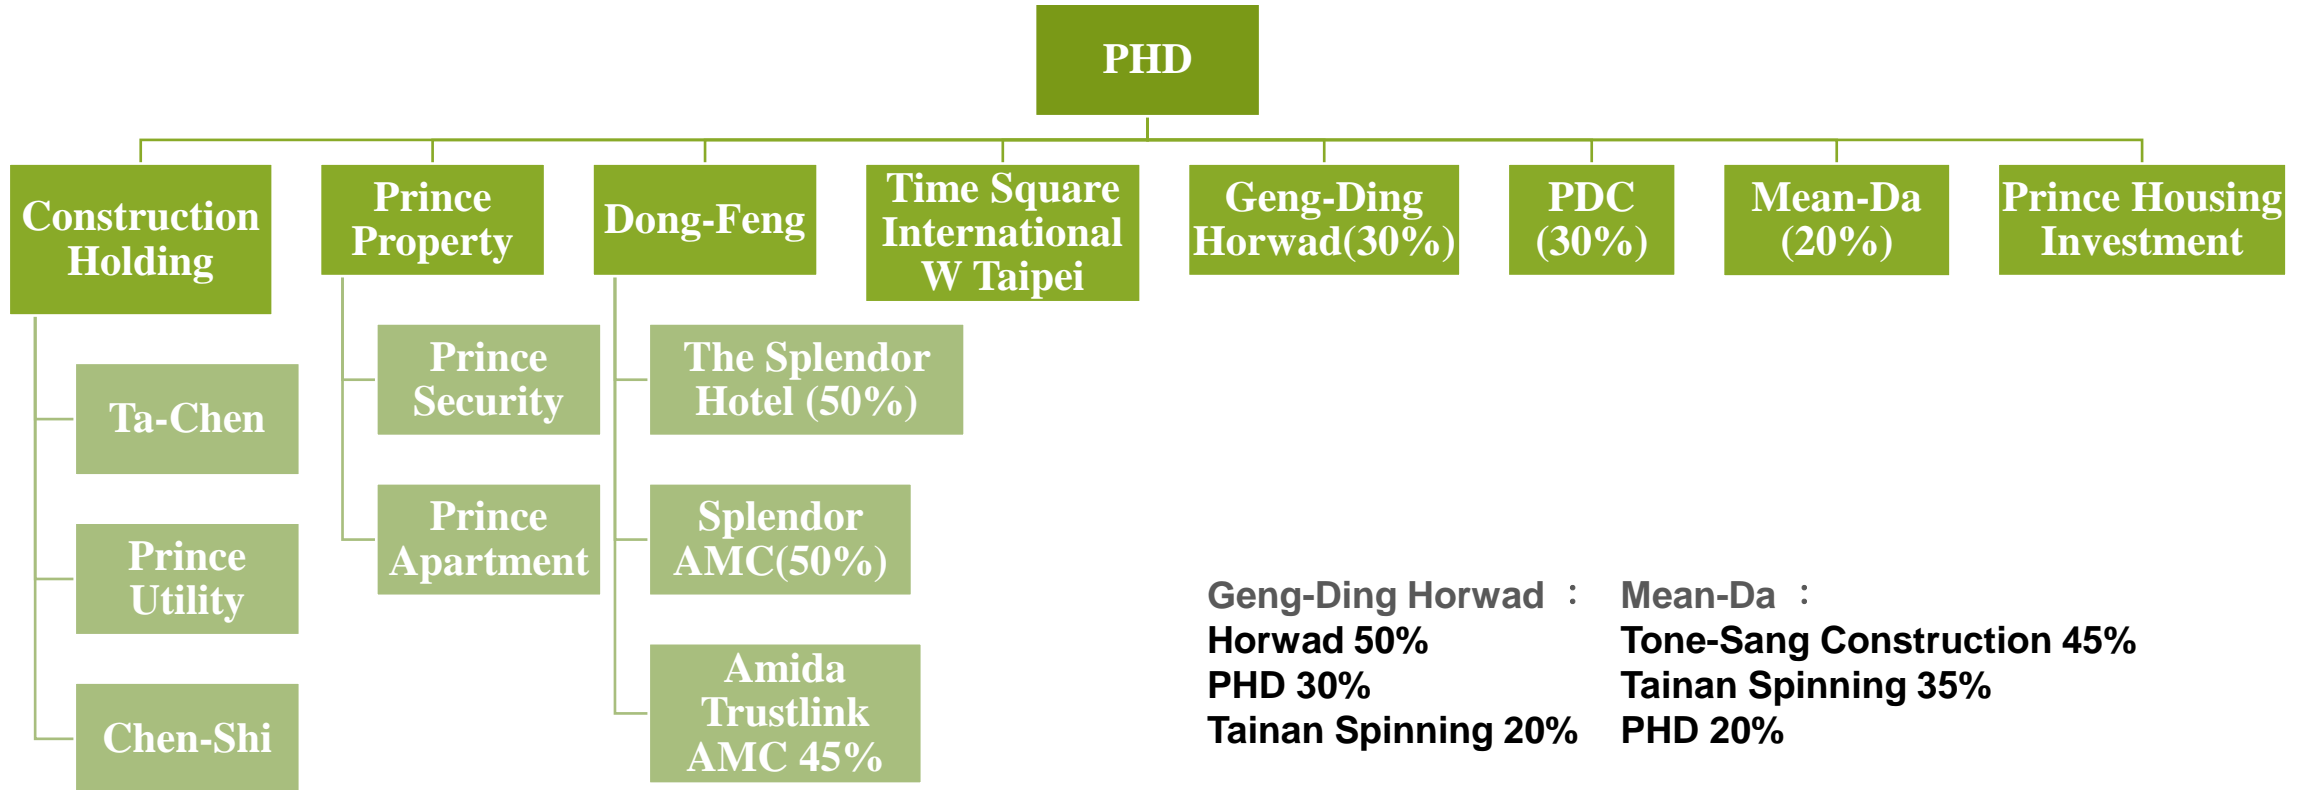 PHD
Construction
Holding
Prince
Property
Dong-Feng
Time Square
International
W Taipei
Geng-Ding
Horwad(30%)
PDC
(30%)
Mean-Da
(20%)
Prince Housing
Investment
Ta-Chen
Prince
Utility
Chen-Shi
Prince
Security
Prince
Apartment
The Splendor
Hotel (50%)
Splendor
AMC(50%)
Amida
Trustlink
AMC 45%
Geng-Ding Horwad :
Horwad 50%
PHD 30%
Tainan Spinning 20%
Mean-Da :
Tone-Sang Construction 45%
Tainan Spinning 35%
PHD 20%